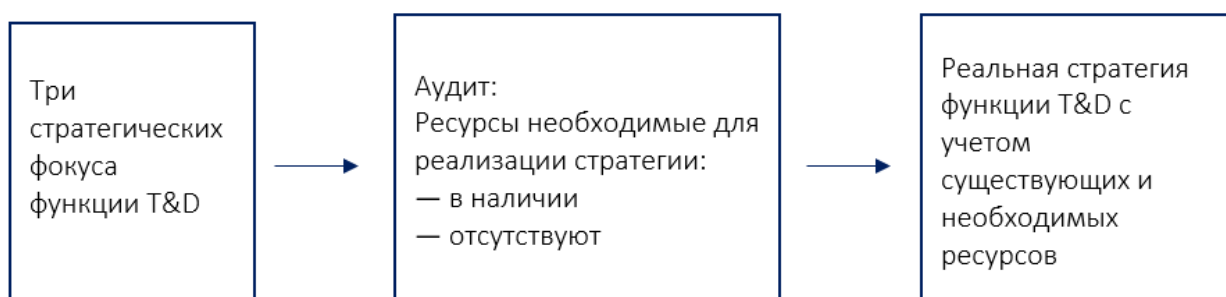 Три
стратегических
фокуса
функции T&D
Аудит:
Ресурсы необходимые для
реализации стратегии:
— в наличии
— отсутствуют
Реальная стратегия
функции T&D с
учетом
существующих и
необходимых
ресурсов